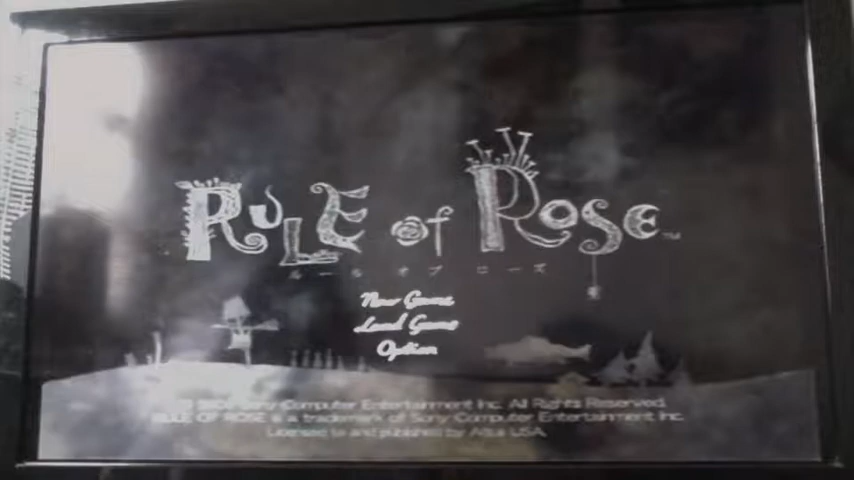 RULE of ROSE™
ルール オブ ローズ
New Game
Load Game
Option
Sony Computer Entertainment Inc. All Rights Reserved.
RULE OF ROSE is a trademark of Sony Computer Entertainment Inc.
Licensed to and published by Atlus USA.